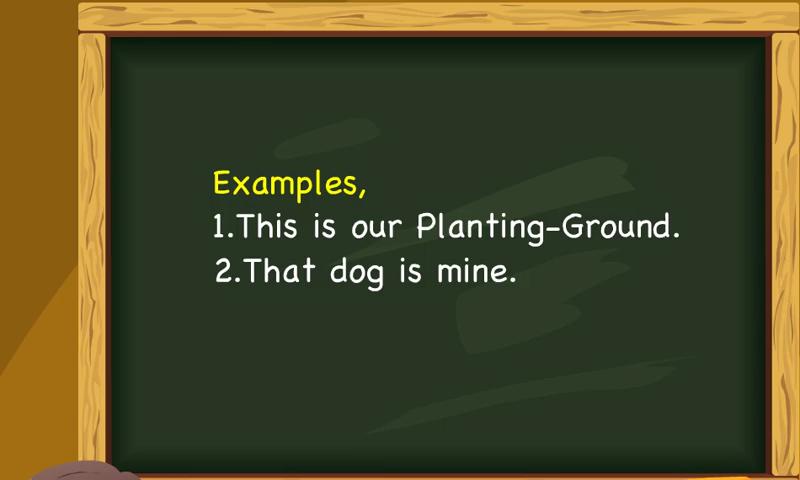 Examples,
1.This is our Planting-Ground.
2.That dog is mine.